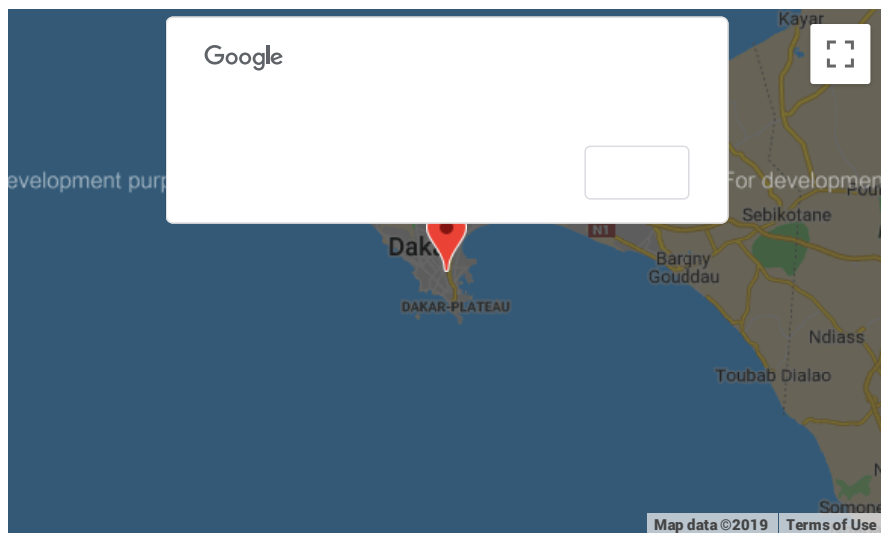 Kayar
Google
evelopment purp
For developmen
Pou
Sebikotane
N1
Dak
Bargny
Gouddau
DAKAR-PLATEAU
Ndiass
Toubab Dialao
N
Somone
Map data ©2019
Terms of Use